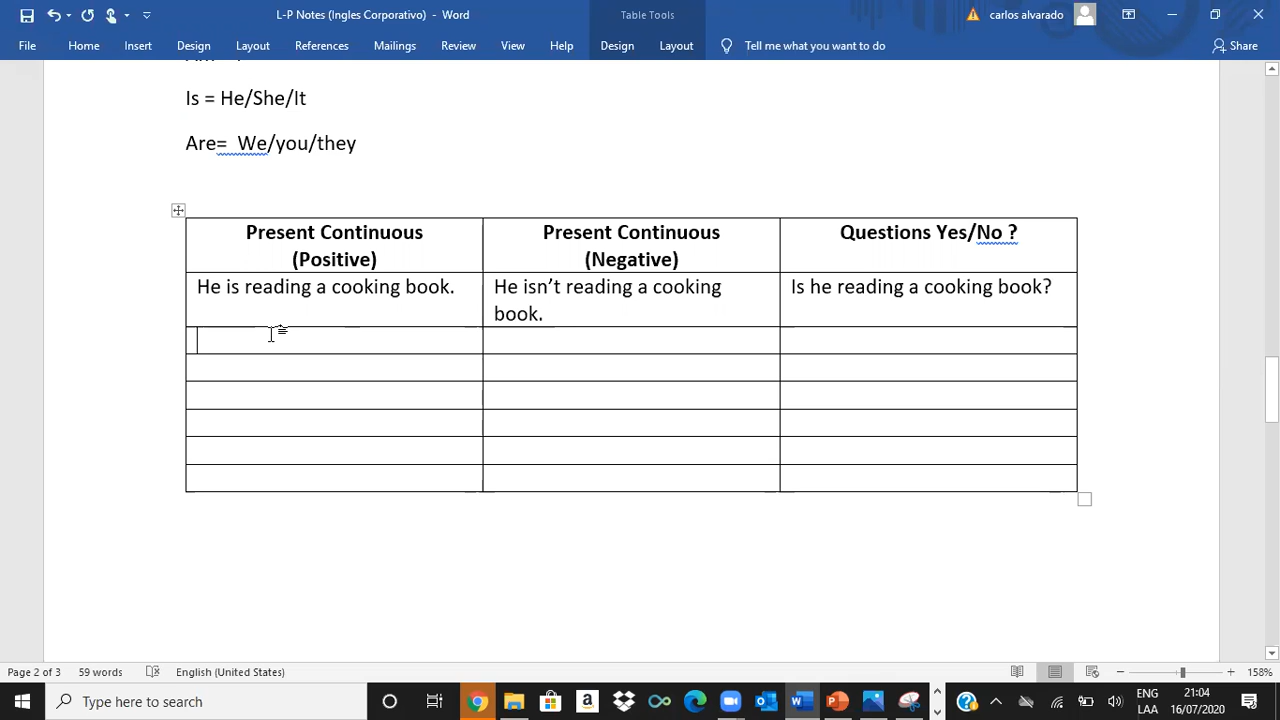 L-P Notes (Ingles Corporativo) - Word
Table Tools
carlos alvarado
File Home Insert Design Layout References Mailings Review View Help Design Layout Tell me what you want to do Share
Is = He/She/It
Are= We/you/they
Present Continuous (Positive)
Present Continuous (Negative)
Questions Yes/No ?
He is reading a cooking book.
He isn’t reading a cooking book.
Is he reading a cooking book?
Page 2 of 3 59 words English (United States) 158%
Type here to search
ENG 21:04
LAA 16/07/2020